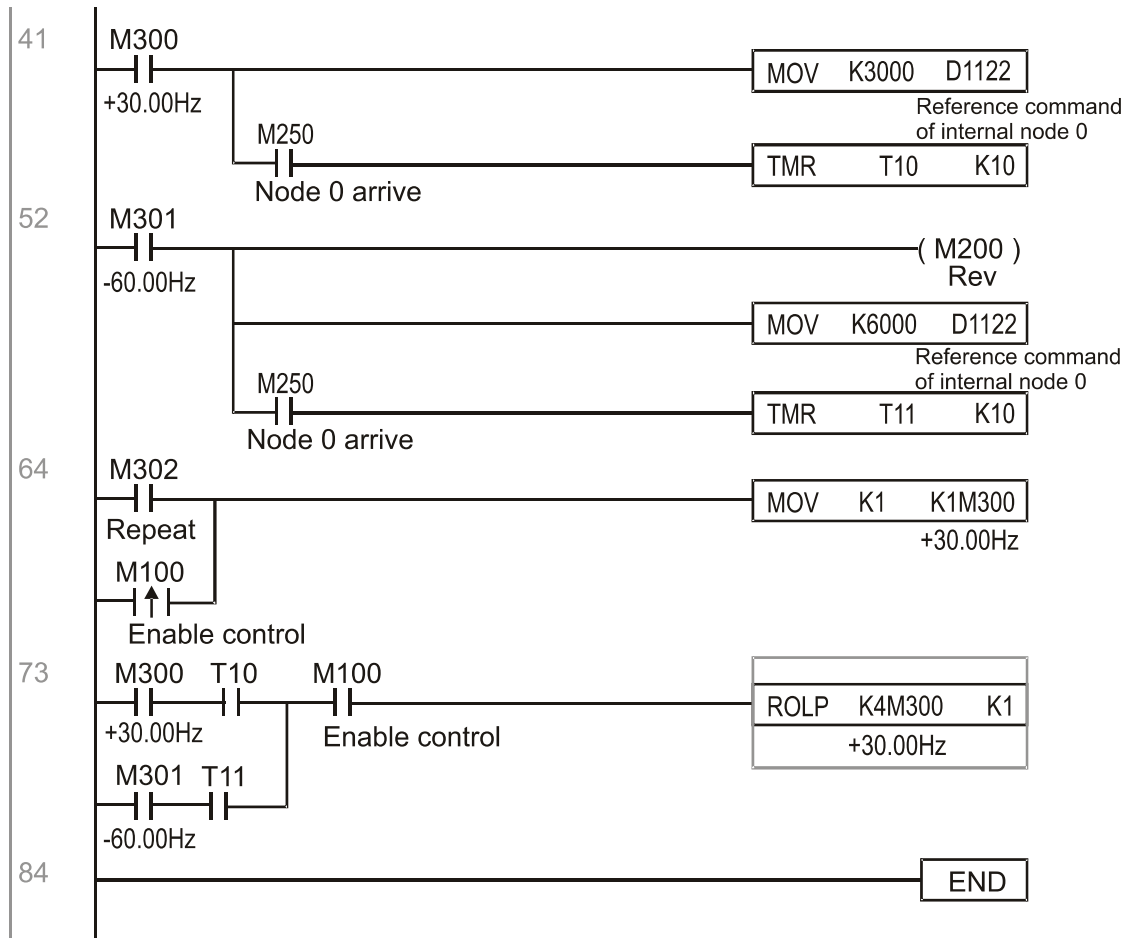 41
M300
+30.00Hz
MOV K3000 D1122
Reference command
of internal node 0
M250
Node 0 arrive
TMR T10 K10
52
M301
-60.00Hz
( M200 )
Rev
MOV K6000 D1122
Reference command
of internal node 0
M250
Node 0 arrive
TMR T11 K10
64
M302
Repeat
MOV K1 K1M300
+30.00Hz
M100
Enable control
73
M300 T10 M100
+30.00Hz
Enable control
ROLP K4M300 K1
+30.00Hz
M301 T11
-60.00Hz
84
END